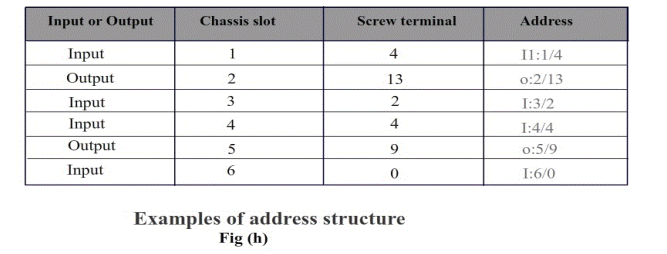 Input or Output Chassis slot Screw terminal Address
Input 1 4 I1:1/4
Output 2 13 o:2/13
Input 3 2 I:3/2
Input 4 4 I:4/4
Output 5 9 o:5/9
Input 6 0 I:6/0
Examples of address structure
Fig (h)